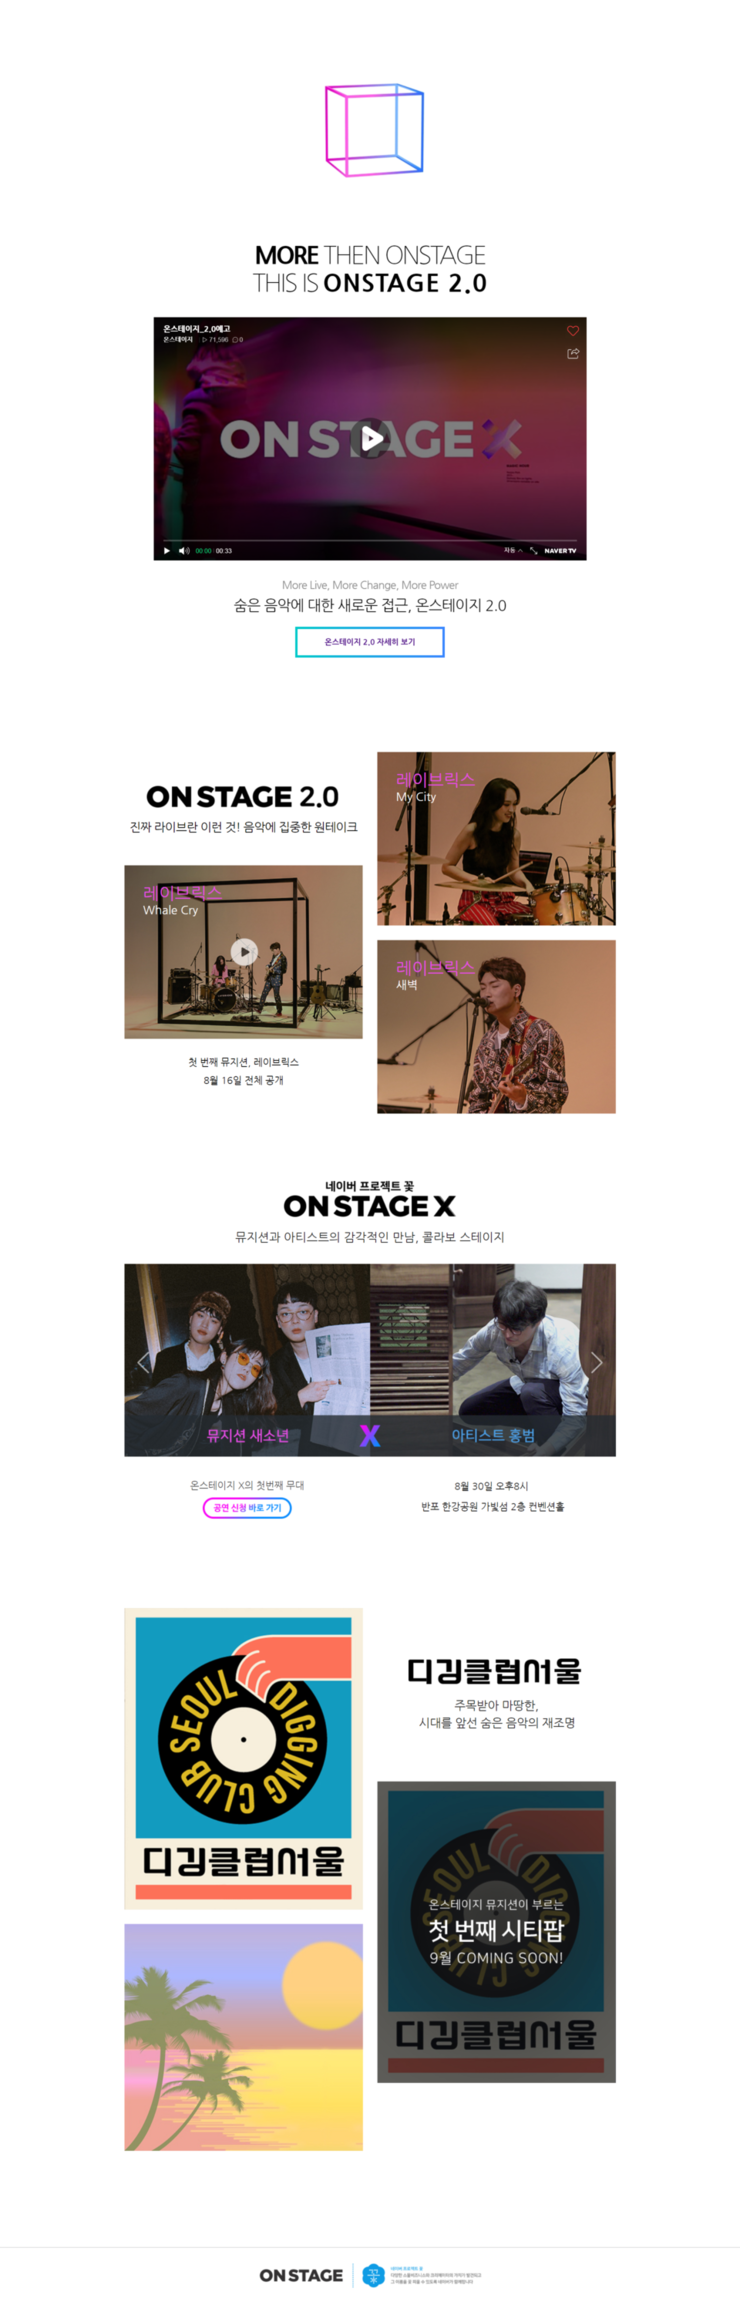 MORE THEN ONSTAGE
THIS IS ONSTAGE 2.0
온스테이지_2.0예고
온스테이지 71,596 0
ON STAGE X
00:00 00:33
자동
NAVER TV
More Live, More Change, More Power
숨은 음악에 대한 새로운 접근, 온스테이지 2.0
온스테이지 2.0 자세히 보기
ON STAGE 2.0
진짜 라이브란 이런 것! 음악에 집중한 원테이크
레이브릭스
Whale Cry
첫 번째 뮤지션, 레이브릭스
8월 16일 전체 공개
레이브릭스
My City
레이브릭스
새벽
네이버 프로젝트 꽃
ON STAGE X
뮤지션과 아티스트의 감각적인 만남, 콜라보 스테이지
뮤지션 새소년 X 아티스트 홍범
온스테이지 X의 첫번째 무대
공연 신청 바로 가기
8월 30일 오후8시
반포 한강공원 가빛섬 2층 컨벤션홀
SEOUL DIGGING CLUB
디깅클럽서울
디깅클럽서울
주목받아 마땅한,
시대를 앞선 숨은 음악의 재조명
온스테이지 뮤지션이 부르는
첫 번째 시티팝
9월 COMING SOON!
디깅클럽서울
ON STAGE
꽃
네이버 프로젝트 꽃